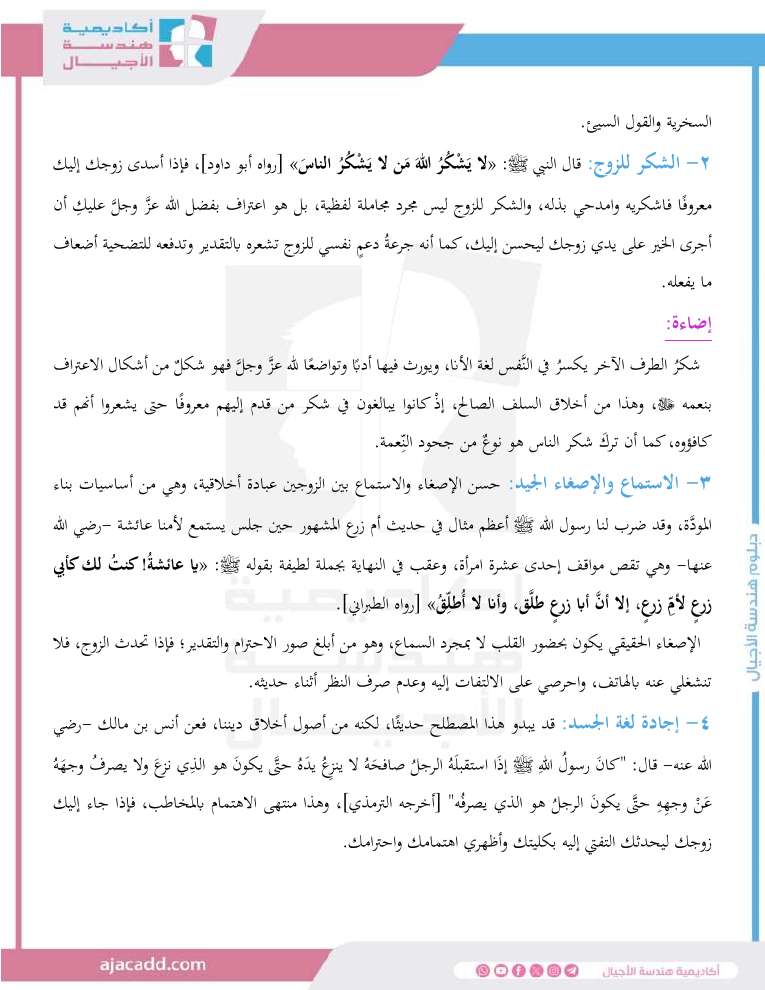 أكاديمية
هندسة
الأجيال
السخرية والقول السيئ.
٢- الشكر للزوج: قال النبي ﷺ: «لا يَشْكُرُ اللهَ مَن لا يَشْكُرُ الناسَ» [رواه أبو داود]، فإذا أسدى زوجك إليك
معروفًا فاشكريه وامدحي بذله، والشكر للزوج ليس مجرد مجاملة لفظية، بل هو اعتراف بفضل الله عزَّ وجلَّ عليكِ أن
أجرى الخير على يدي زوجك ليحسن إليك، كما أنه جرعةُ دعمٍ نفسي للزوج تشعره بالتقدير وتدفعه للتضحية أضعاف
ما يفعله.
إضاءة:
شكرُ الطرف الآخر يكسرُ في النَّفس لغة الأنا، ويورث فيها أدبًا وتواضعًا لله عزَّ وجلَّ فهو شكلٌ من أشكال الاعتراف
بنعمه ﷻ، وهذا من أخلاق السلف الصالح، إذْ كانوا يبالغون في شكر من قدم إليهم معروفًا حتى يشعروا أنهم قد
كافؤوه، كما أن تركَ شكر الناس هو نوعٌ من جحود النِّعمة.
٣- الاستماع والإصغاء الجيد: حسن الإصغاء والاستماع بين الزوجين عبادة أخلاقية، وهي من أساسيات بناء
المودَّة، وقد ضرب لنا رسول الله ﷺ أعظم مثال في حديث أم زرع المشهور حين جلس يستمع لأمنا عائشة -رضي الله
عنها- وهي تقص مواقف إحدى عشرة امرأة، وعقب في النهاية بجملة لطيفة بقوله ﷺ: «يا عائشةُ! كنتُ لك كأبي
زرعٍ لأمِّ زرعٍ، إلا أنَّ أبا زرعٍ طلَّق، وأنا لا أُطلِّقُ» [رواه الطبراني].
الإصغاء الحقيقي يكون بحضور القلب لا بمجرد السماع، وهو من أبلغ صور الاحترام والتقدير؛ فإذا تحدث الزوج، فلا
تنشغلي عنه بالهاتف، واحرصي على الالتفات إليه وعدم صرف النظر أثناء حديثه.
٤- إجادة لغة الجسد: قد يبدو هذا المصطلح حديثًا، لكنه من أصول أخلاق ديننا، فعن أنس بن مالك -رضي
الله عنه- قال: "كانَ رسولُ اللهِ ﷺ إذَا استقبلَهُ الرجلُ صافحَهُ لا ينزِعُ يدَهُ حتَّى يكونَ هو الذِي نزعَ ولا يصرفُ وجهَهُ
عَنْ وجهِهِ حتَّى يكونَ الرجلُ هو الذي يصرفُه" [أخرجه الترمذي]، وهذا منتهى الاهتمام بالمخاطب، فإذا جاء إليك
زوجك ليحدثك التفتي إليه بكليتك وأظهري اهتمامك واحترامك.
أكاديمية
هندسة
الأجيال
دبلوم هندسة الأجيال
أكاديمية هندسة الأجيال
ajacadd.com